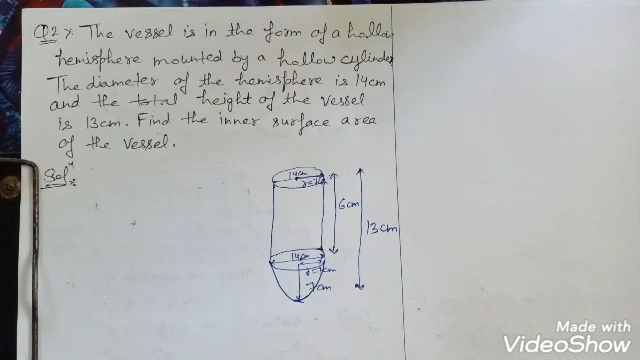 Q2% The vessel is in the form of a hollow
hemisphere mounted by a hollow cylinder
The diameter of the hemisphere is 14cm
and the total height of the vessel
is 13cm. Find the inner surface area
of the vessel.
Sol
14cm
6cm
13cm
14cm
7cm
Made with
VideoShow